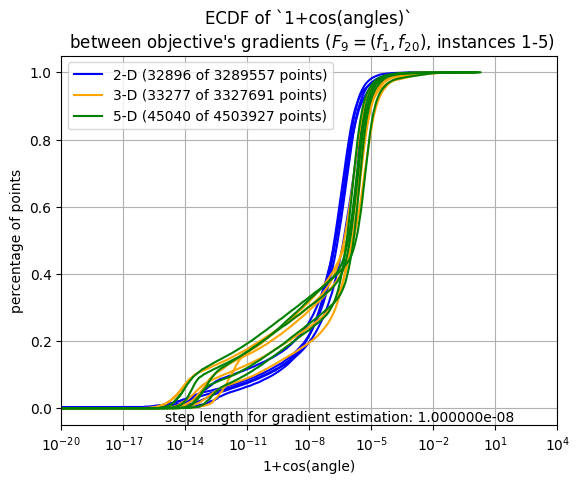 ECDF of `1+cos(angles)`
between objective's gradients (F₉ = (f₁, f₂₀), instances 1-5)
1.0
2-D (32896 of 3289557 points)
3-D (33277 of 3327691 points)
5-D (45040 of 4503927 points)
0.8
0.6
0.4
0.2
0.0
percentage of points
step length for gradient estimation: 1.000000e-08
10⁻²⁰ 10⁻¹⁷ 10⁻¹⁴ 10⁻¹¹ 10⁻⁸ 10⁻⁵ 10⁻² 10¹ 10⁴
1+cos(angle)